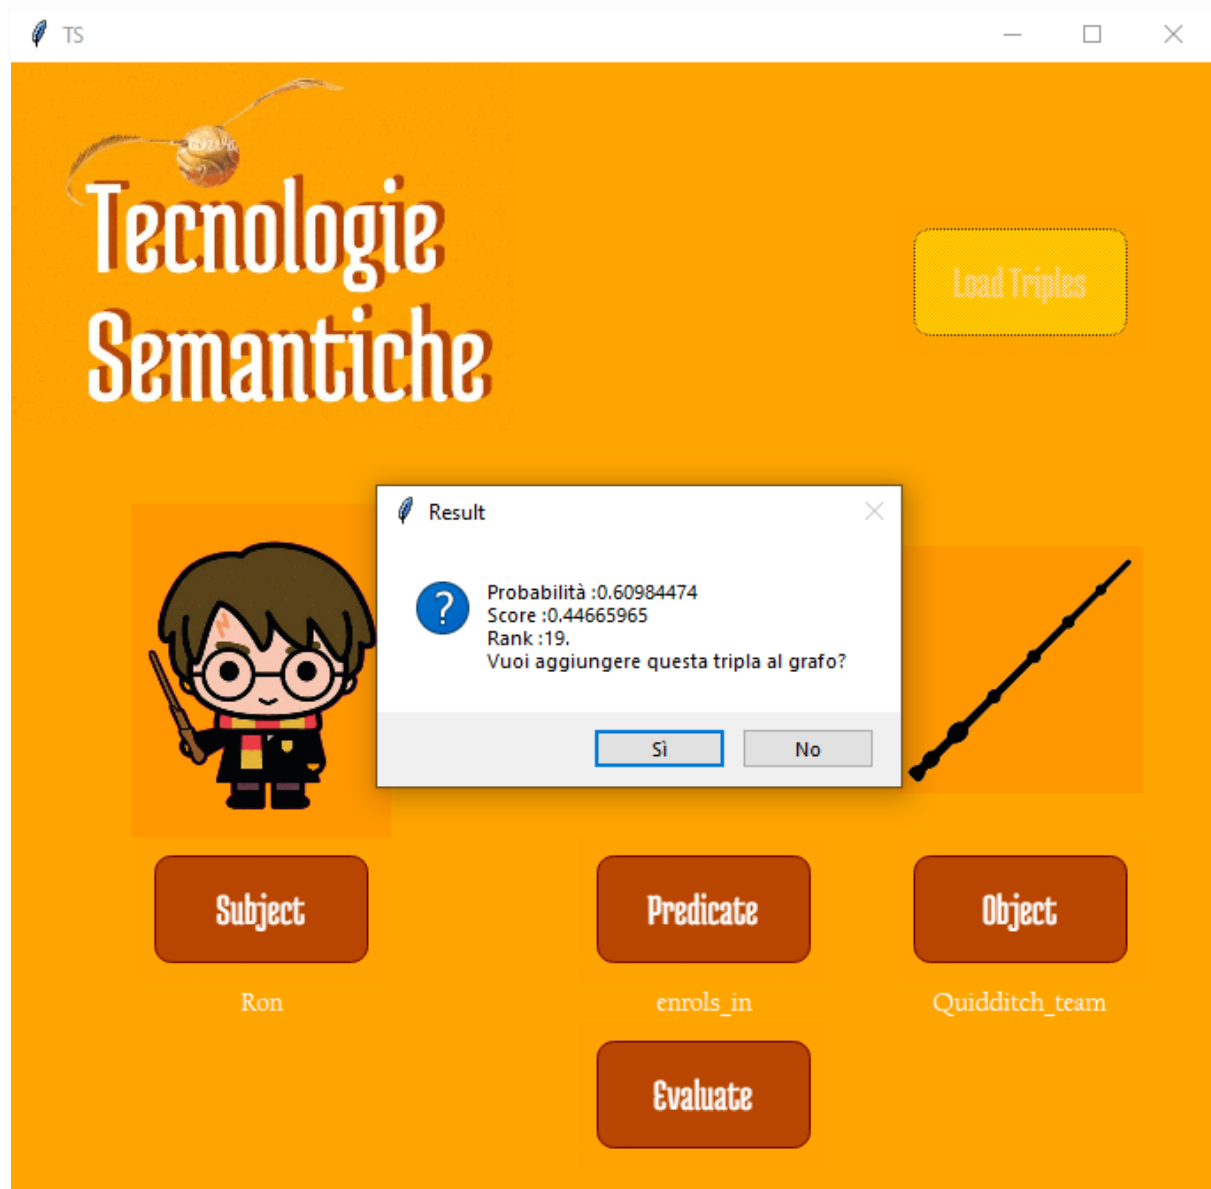 TS
Tecnologie
Semantiche
Load Triples
Result
Probabilità :0.60984474
Score :0.44665965
Rank :19.
Vuoi aggiungere questa tripla al grafo?
Sì
No
Subject
Predicate
Object
Ron
enrols_in
Quidditch_team
Evaluate